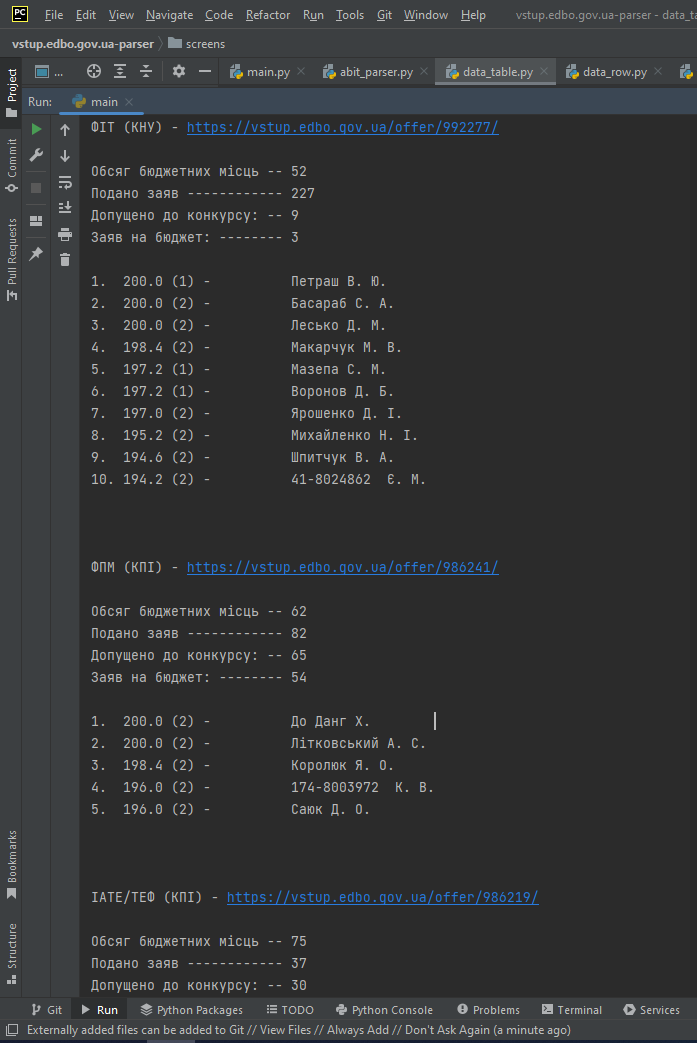 PC File Edit View Navigate Code Refactor Run Tools Git Window Help vstup.edbo.gov.ua-parser - data_ta
vstup.edbo.gov.ua-parser screens
Project
... main.py abit_parser.py data_table.py data_row.py
Run: main
Commit
Pull Requests
Bookmarks
Structure
ФІТ (КНУ) - https://vstup.edbo.gov.ua/offer/992277/
Обсяг бюджетних місць -- 52
Подано заяв ------------ 227
Допущено до конкурсу: -- 9
Заяв на бюджет: -------- 3
1. 200.0 (1) - Петраш В. Ю.
2. 200.0 (2) - Басараб С. А.
3. 200.0 (2) - Лесько Д. М.
4. 198.4 (2) - Макарчук М. В.
5. 197.2 (1) - Мазепа С. М.
6. 197.2 (1) - Воронов Д. Б.
7. 197.0 (2) - Ярошенко Д. І.
8. 195.2 (2) - Михайленко Н. І.
9. 194.6 (2) - Шпитчук В. А.
10. 194.2 (2) - 41-8024862 Є. М.
ФПМ (КПІ) - https://vstup.edbo.gov.ua/offer/986241/
Обсяг бюджетних місць -- 62
Подано заяв ------------ 82
Допущено до конкурсу: -- 65
Заяв на бюджет: -------- 54
1. 200.0 (2) - До Данг Х.
2. 200.0 (2) - Літковський А. С.
3. 198.4 (2) - Королюк Я. О.
4. 196.0 (2) - 174-8003972 К. В.
5. 196.0 (2) - Саюк Д. О.
ІАТЕ/ТЕФ (КПІ) - https://vstup.edbo.gov.ua/offer/986219/
Обсяг бюджетних місць -- 75
Подано заяв ------------ 37
Допущено до конкурсу: -- 30
Git Run Python Packages TODO Python Console Problems Terminal Services
Externally added files can be added to Git // View Files // Always Add // Don't Ask Again (a minute ago)